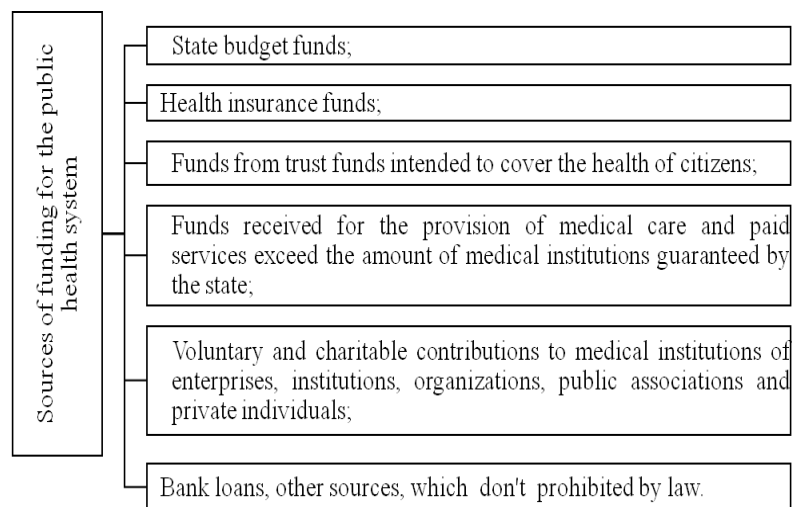 Sources of funding for the public
health system
State budget funds;
Health insurance funds;
Funds from trust funds intended to cover the health of citizens;
Funds received for the provision of medical care and paid
services exceed the amount of medical institutions guaranteed by
the state;
Voluntary and charitable contributions to medical institutions of
enterprises, institutions, organizations, public associations and
private individuals;
Bank loans, other sources, which don't prohibited by law.